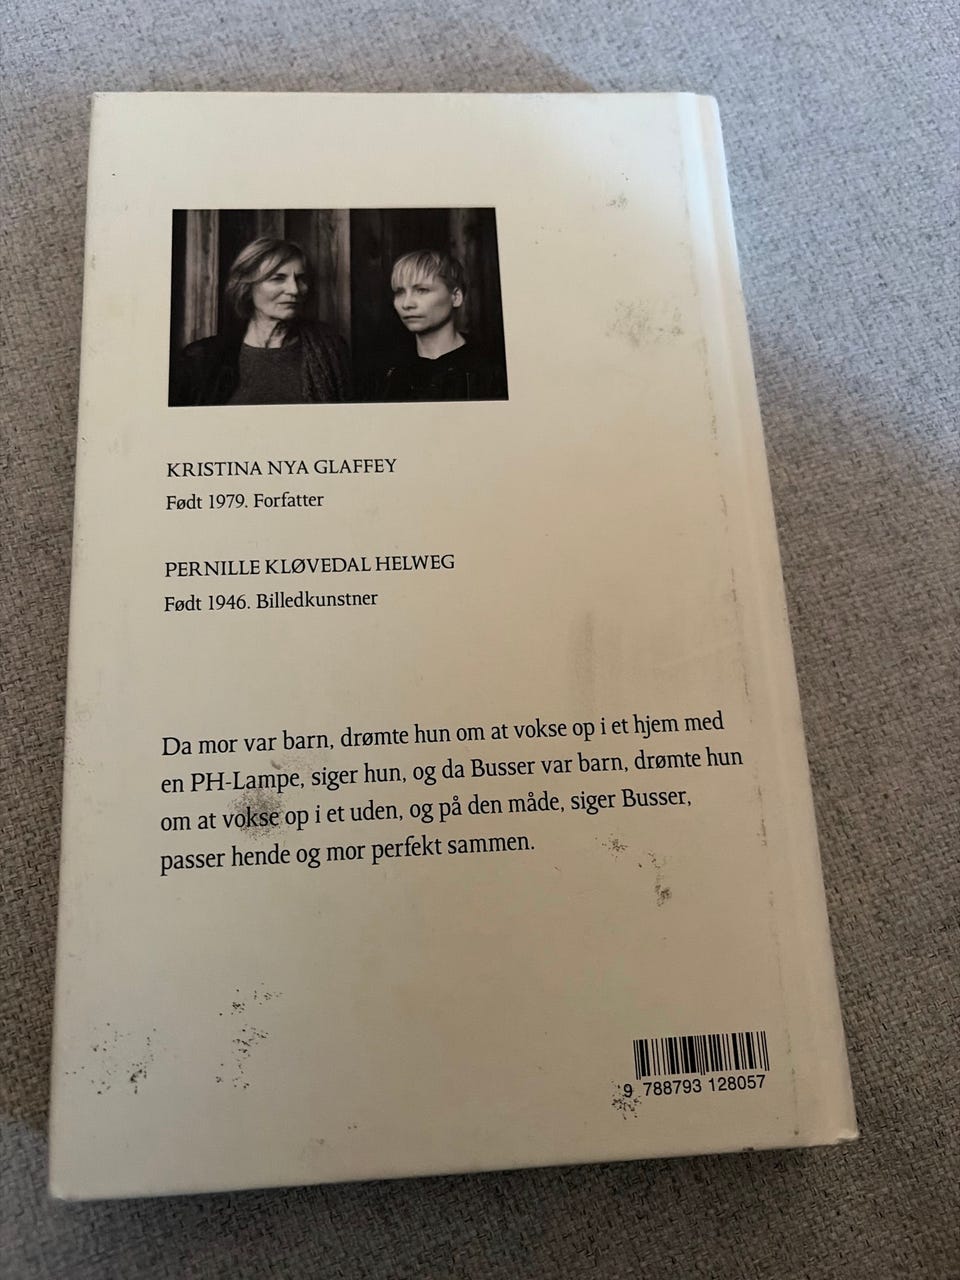 KRISTINA NYA GLAFFEY
Født 1979. Forfatter
PERNILLE KLØVEDAL HELWEG
Født 1946. Billedkunstner
Da mor var barn, drømte hun om at vokse op i et hjem med
en PH-Lampe, siger hun, og da Busser var barn, drømte hun
om at vokse op i et uden, og på den måde, siger Busser,
passer hende og mor perfekt sammen.
9 788793 128057